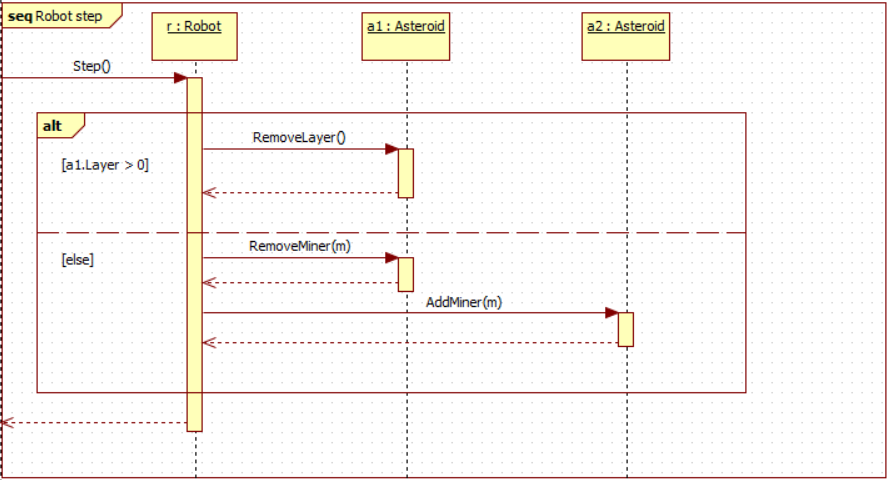 seq Robot step
r : Robot
a1 : Asteroid
a2 : Asteroid
Step()
alt
RemoveLayer()
[a1.Layer > 0]
RemoveMiner(m)
[else]
AddMiner(m)